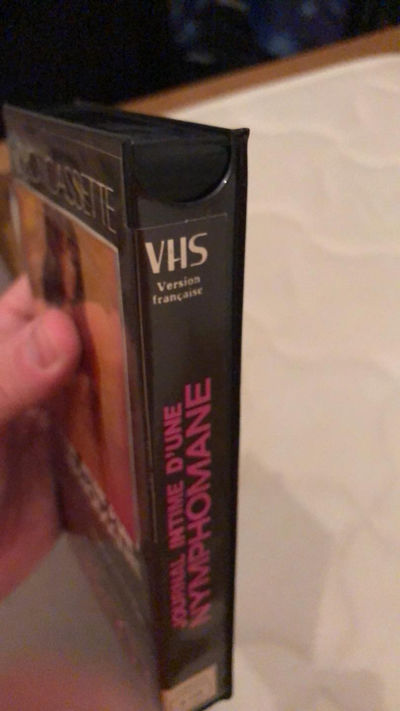 CASSETTE
VHS
Version
française
JOURNAL INTIME D'UNE
NYMPHOMANE